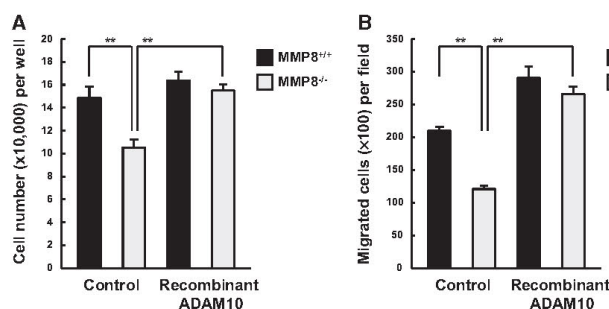 A
Cell number (x10,000) per well
20
18
16
14
12
10
8
6
4
2
0
**
**
MMP8+/+
MMP8-/-
Control
Recombinant
ADAM10
B
Migrated cells (×100) per field
350
300
250
200
150
100
50
0
**
**
Control
Recombinant
ADAM10